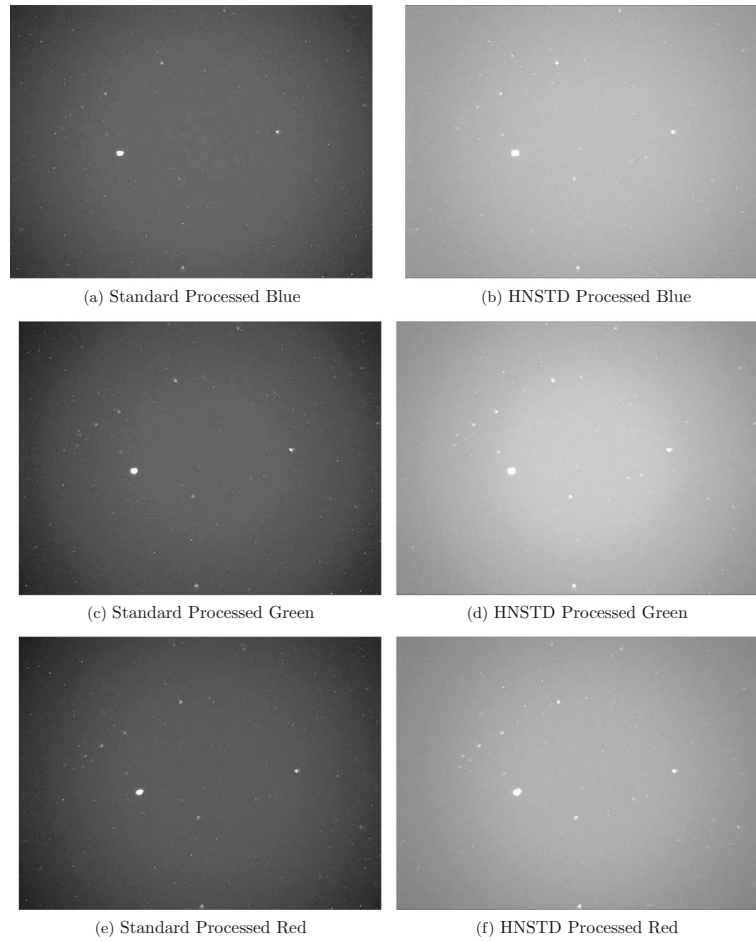 (a) Standard Processed Blue
(b) HNSTD Processed Blue
(c) Standard Processed Green
(d) HNSTD Processed Green
(e) Standard Processed Red
(f) HNSTD Processed Red